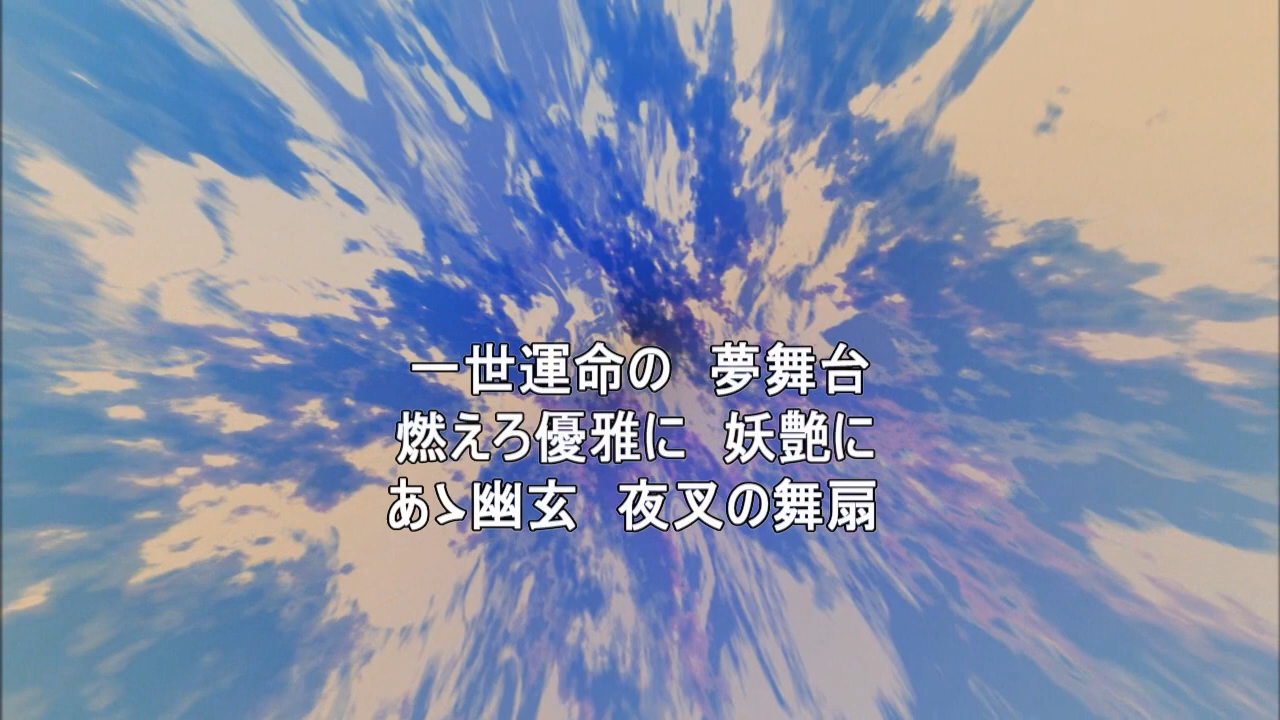 一世運命の　夢舞台
燃えろ優雅に　妖艶に
あゝ幽玄　夜叉の舞扇